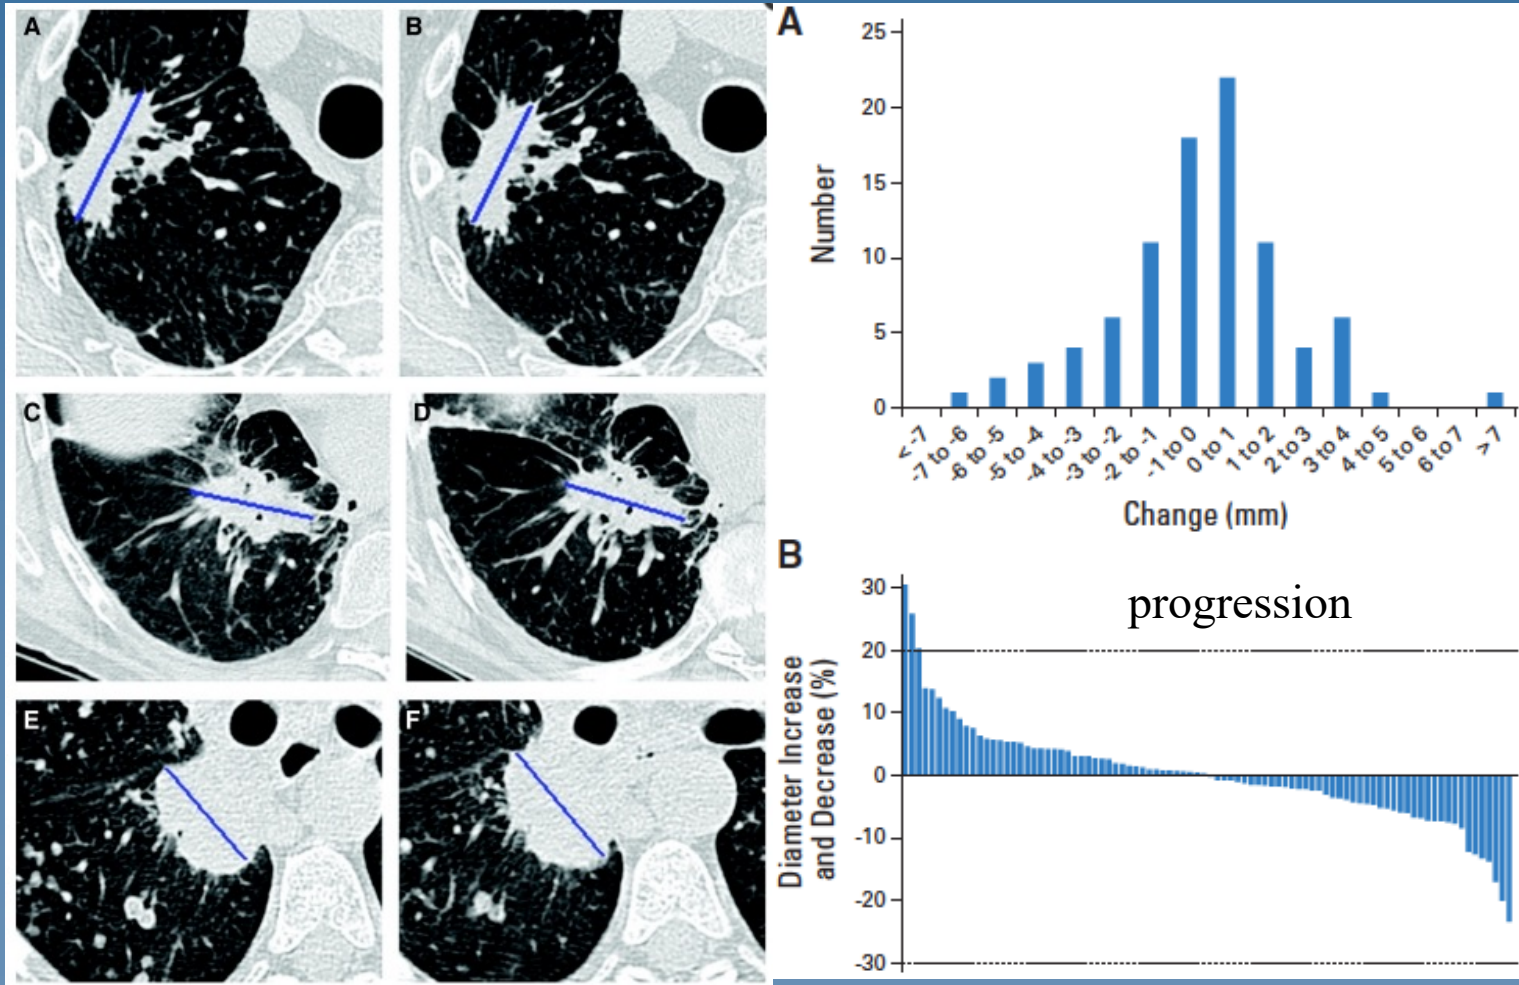 A
B
C
D
E
F
A
25
20
15
10
5
0
Number
< -7
-7 to -6
-6 to -5
-5 to -4
-4 to -3
-3 to -2
-2 to -1
-1 to 0
0 to 1
1 to 2
2 to 3
3 to 4
4 to 5
5 to 6
6 to 7
> 7
Change (mm)
B
progression
30
20
10
0
-10
-20
-30
Diameter Increase
and Decrease (%)